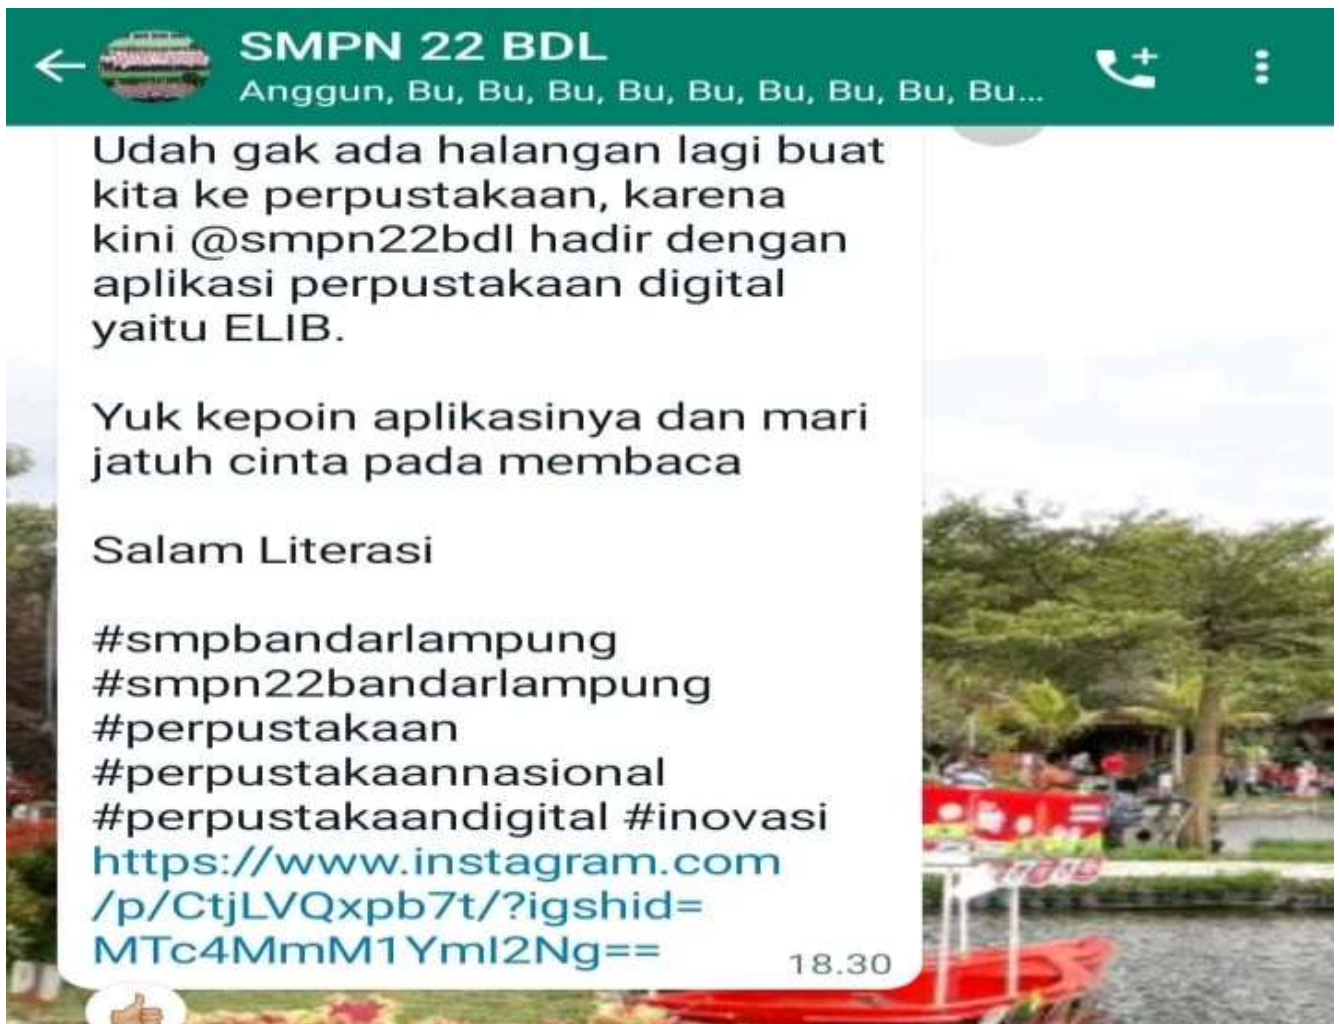 SMPN 22 BDL
Anggun, Bu, Bu, Bu, Bu, Bu, Bu, Bu, Bu, Bu...
Udah gak ada halangan lagi buat
kita ke perpustakaan, karena
kini @smpn22bdl hadir dengan
aplikasi perpustakaan digital
yaitu ELIB.
Yuk kepoin aplikasinya dan mari
jatuh cinta pada membaca
Salam Literasi
#smpbandarlampung
#smpn22bandarlampung
#perpustakaan
#perpustakaannasional
#perpustakaandigital #inovasi
https://www.instagram.com
/p/CtjLVQxpb7t/?igshid=
MTc4MmM1YmI2Ng==
18.30